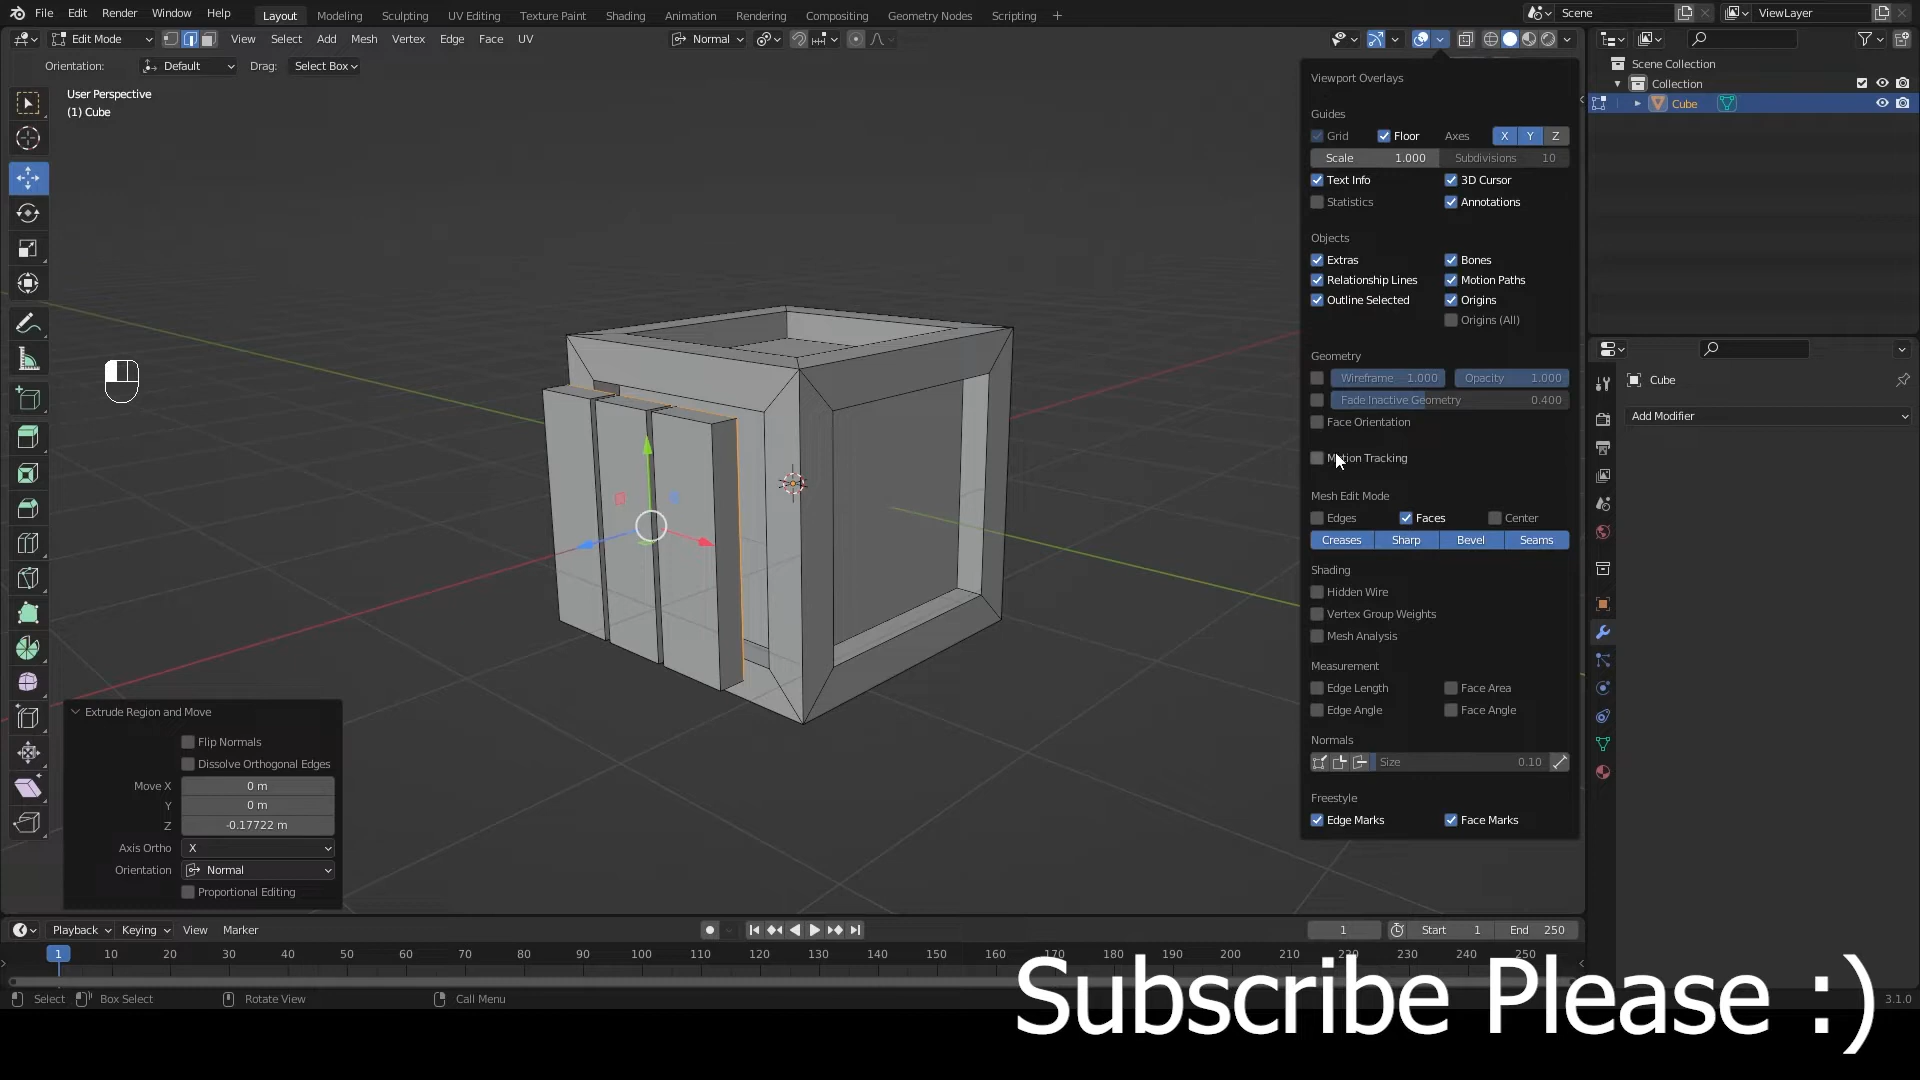 File Edit Render Window Help Layout Modeling Sculpting UV Editing Texture Paint Shading Animation Rendering Compositing Geometry Nodes Scripting + Scene ViewLayer
Edit Mode View Select Add Mesh Vertex Edge Face UV Normal
Orientation: Default Drag: Select Box
User Perspective
(1) Cube
Viewport Overlays
Guides
Grid Floor Axes X Y Z
Scale 1.000 Subdivisions 10
Text Info 3D Cursor
Statistics Annotations
Objects
Extras Bones
Relationship Lines Motion Paths
Outline Selected Origins
Origins (All)
Geometry
Wireframe 1.000 Opacity 1.000
Fade Inactive Geometry 0.400
Face Orientation
Motion Tracking
Mesh Edit Mode
Edges Faces Center
Creases Sharp Bevel Seams
Shading
Hidden Wire
Vertex Group Weights
Mesh Analysis
Measurement
Edge Length Face Area
Edge Angle Face Angle
Normals
Size 0.10
Freestyle
Edge Marks Face Marks
Scene Collection
Collection
Cube
Cube
Add Modifier
Extrude Region and Move
Flip Normals
Dissolve Orthogonal Edges
Move X 0 m
Y 0 m
Z -0.17722 m
Axis Ortho X
Orientation Normal
Proportional Editing
Playback Keying View Marker 1 Start 1 End 250
1 10 20 30 40 50 60 70 80 90 100 110 120 130 140 150 160 170 180 190 200 210 220 230 240 250
Select Box Select Rotate View Call Menu 3.1.0
Subscribe Please :)